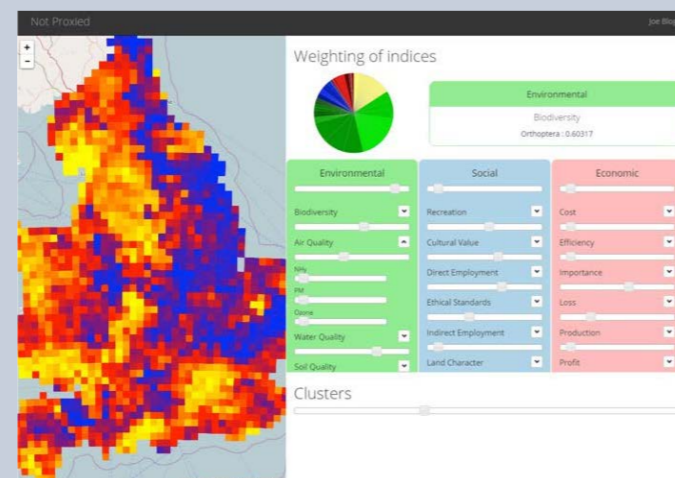 Not Proxied
Joe Blog
+
-
Weighting of indices
Environmental
Biodiversity
Orthoptera : 0.60317
Environmental
Social
Economic
Biodiversity
Recreation
Cost
Air Quality
Cultural Value
Efficiency
NH₃
Direct Employment
Importance
PM
Ozone
Ethical Standards
Loss
Water Quality
Indirect Employment
Production
Soil Quality
Land Character
Profit
Clusters